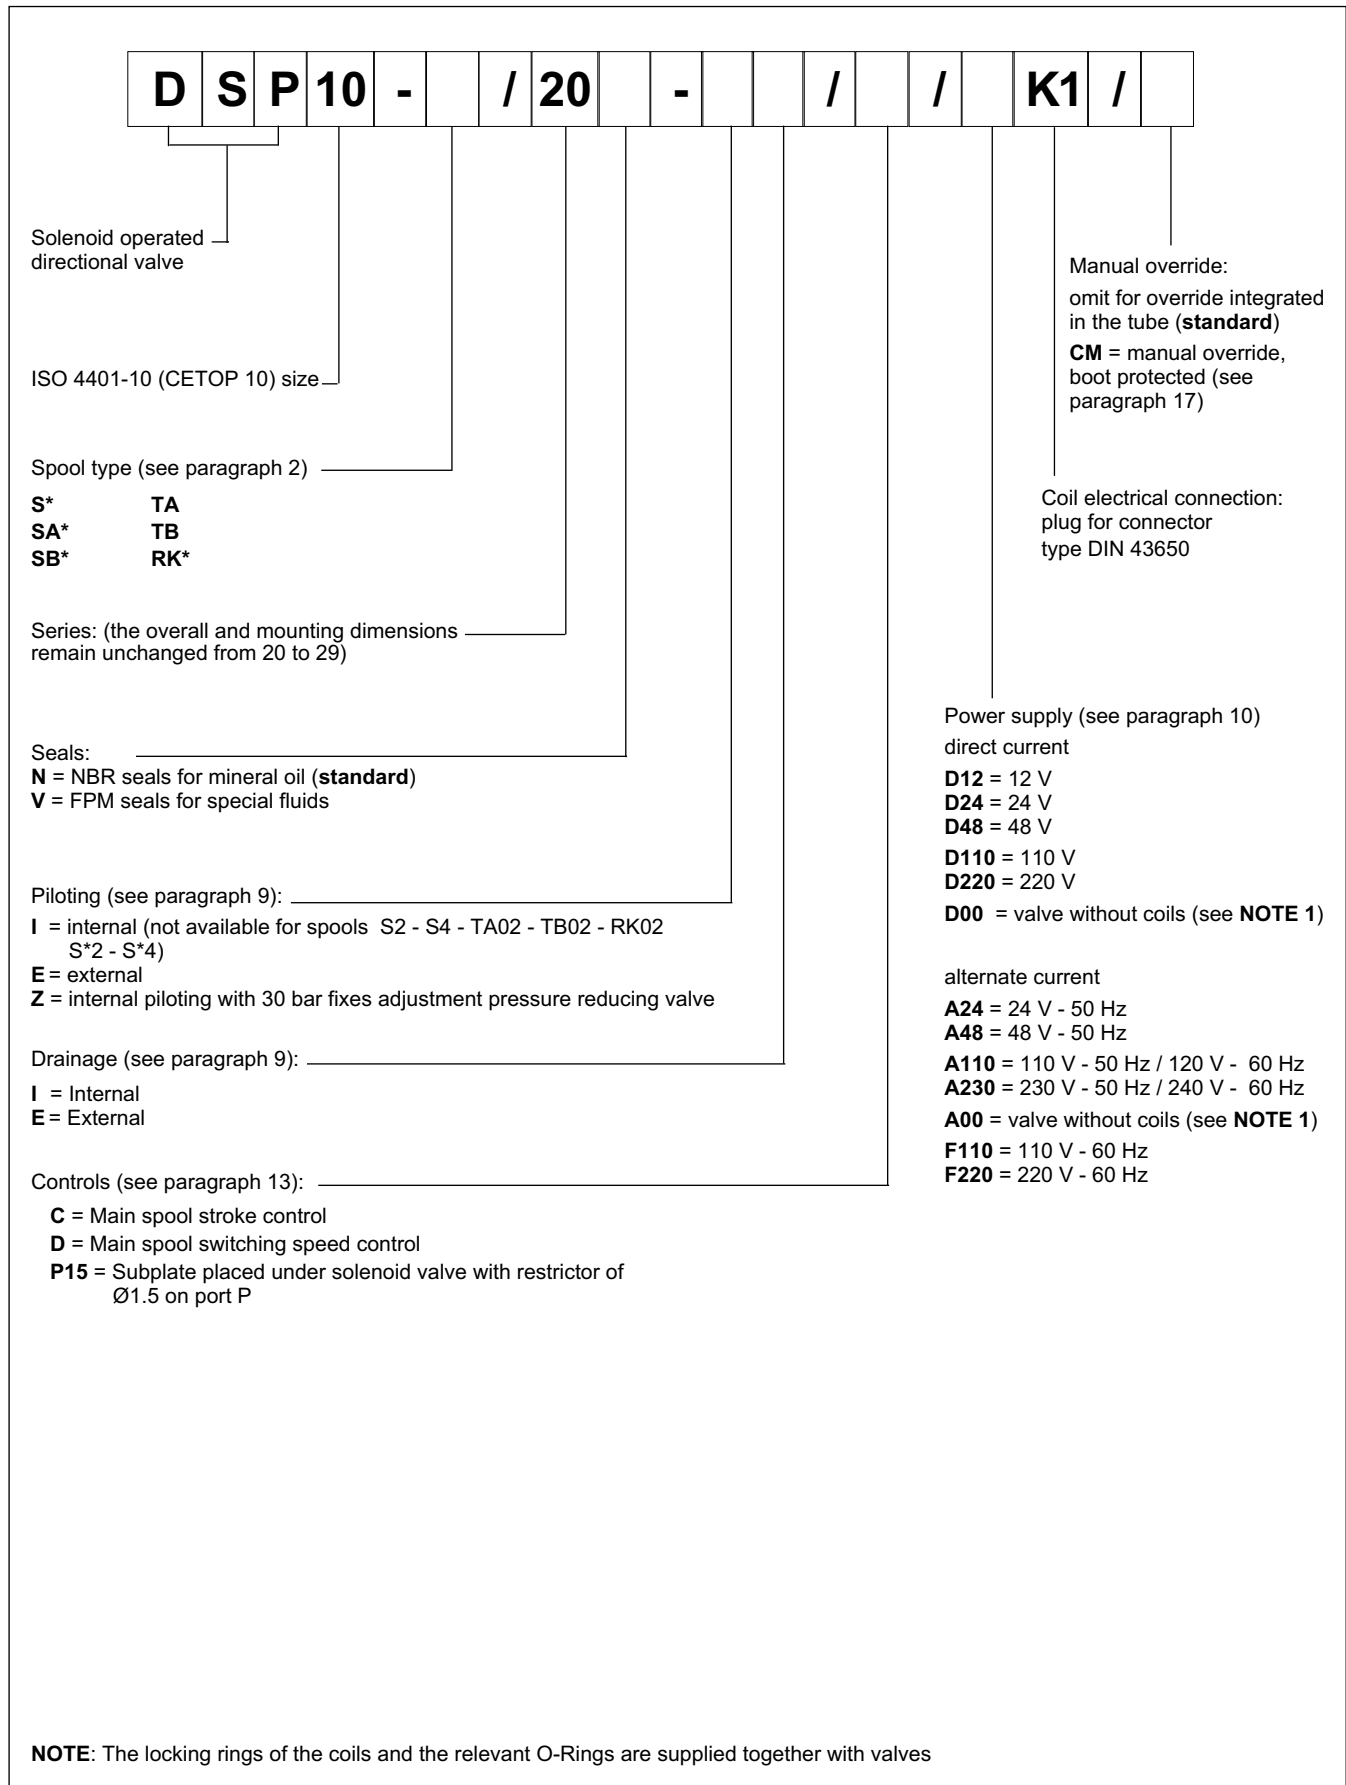 D S P 10 - / 20 - / / K1 /
Solenoid operated
directional valve
ISO 4401-10 (CETOP 10) size
Spool type (see paragraph 2)
S* TA
SA* TB
SB* RK*
Series: (the overall and mounting dimensions
remain unchanged from 20 to 29)
Seals:
N = NBR seals for mineral oil (standard)
V = FPM seals for special fluids
Piloting (see paragraph 9):
I = internal (not available for spools S2 - S4 - TA02 - TB02 - RK02
S*2 - S*4)
E = external
Z = internal piloting with 30 bar fixes adjustment pressure reducing valve
Drainage (see paragraph 9):
I = Internal
E = External
Controls (see paragraph 13):
C = Main spool stroke control
D = Main spool switching speed control
P15 = Subplate placed under solenoid valve with restrictor of
Ø1.5 on port P
Manual override:
omit for override integrated
in the tube (standard)
CM = manual override,
boot protected (see
paragraph 17)
Coil electrical connection:
plug for connector
type DIN 43650
Power supply (see paragraph 10)
direct current
D12 = 12 V
D24 = 24 V
D48 = 48 V
D110 = 110 V
D220 = 220 V
D00 = valve without coils (see NOTE 1)
alternate current
A24 = 24 V - 50 Hz
A48 = 48 V - 50 Hz
A110 = 110 V - 50 Hz / 120 V - 60 Hz
A230 = 230 V - 50 Hz / 240 V - 60 Hz
A00 = valve without coils (see NOTE 1)
F110 = 110 V - 60 Hz
F220 = 220 V - 60 Hz
NOTE: The locking rings of the coils and the relevant O-Rings are supplied together with valves